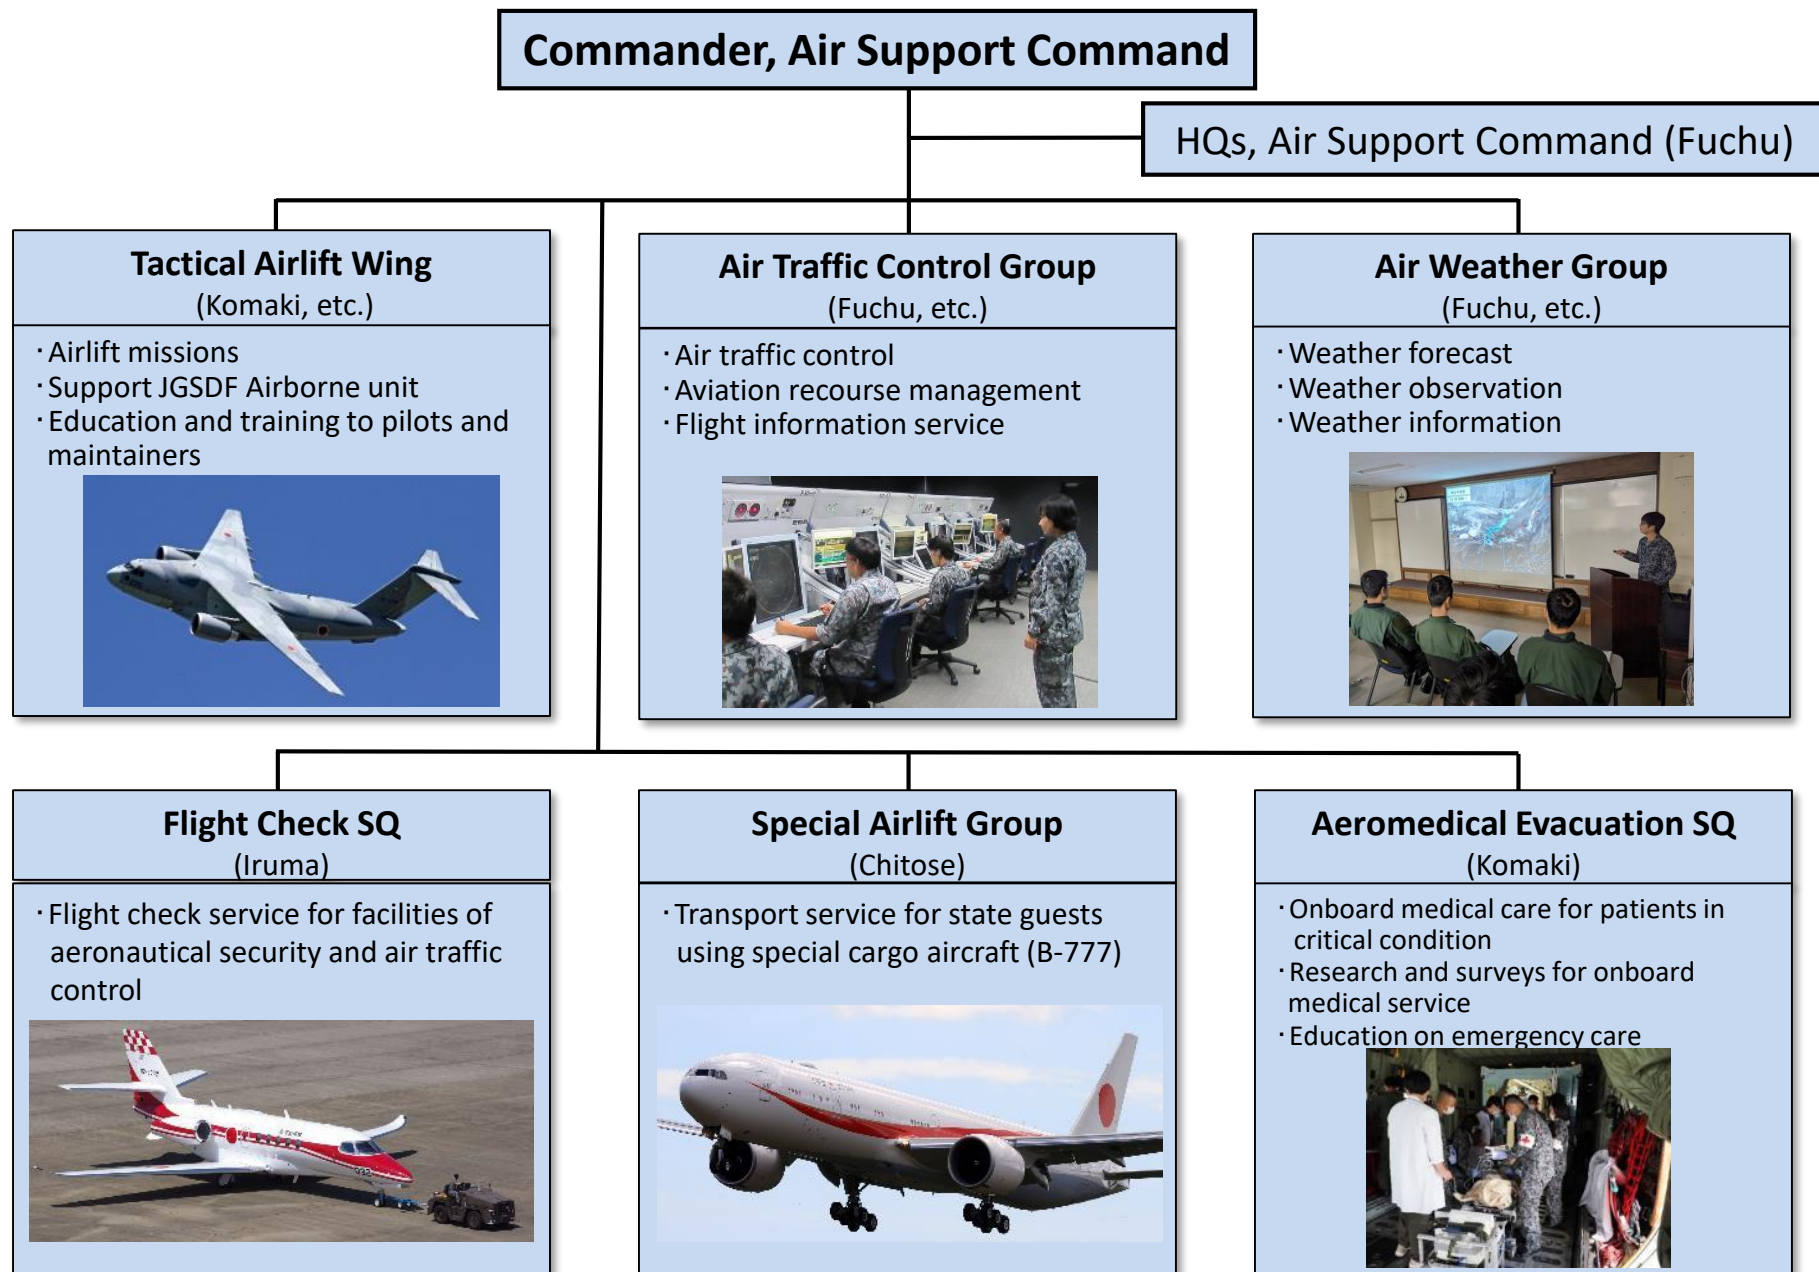 Commander, Air Support Command
HQs, Air Support Command (Fuchu)
Tactical Airlift Wing
(Komaki, etc.)
・Airlift missions
・Support JGSDF Airborne unit
・Education and training to pilots and
maintainers
Air Traffic Control Group
(Fuchu, etc.)
・Air traffic control
・Aviation recourse management
・Flight information service
Air Weather Group
(Fuchu, etc.)
・Weather forecast
・Weather observation
・Weather information
Flight Check SQ
(Iruma)
・Flight check service for facilities of
aeronautical security and air traffic
control
Special Airlift Group
(Chitose)
・Transport service for state guests
using special cargo aircraft (B-777)
Aeromedical Evacuation SQ
(Komaki)
・Onboard medical care for patients in
critical condition
・Research and surveys for onboard
medical service
・Education on emergency care